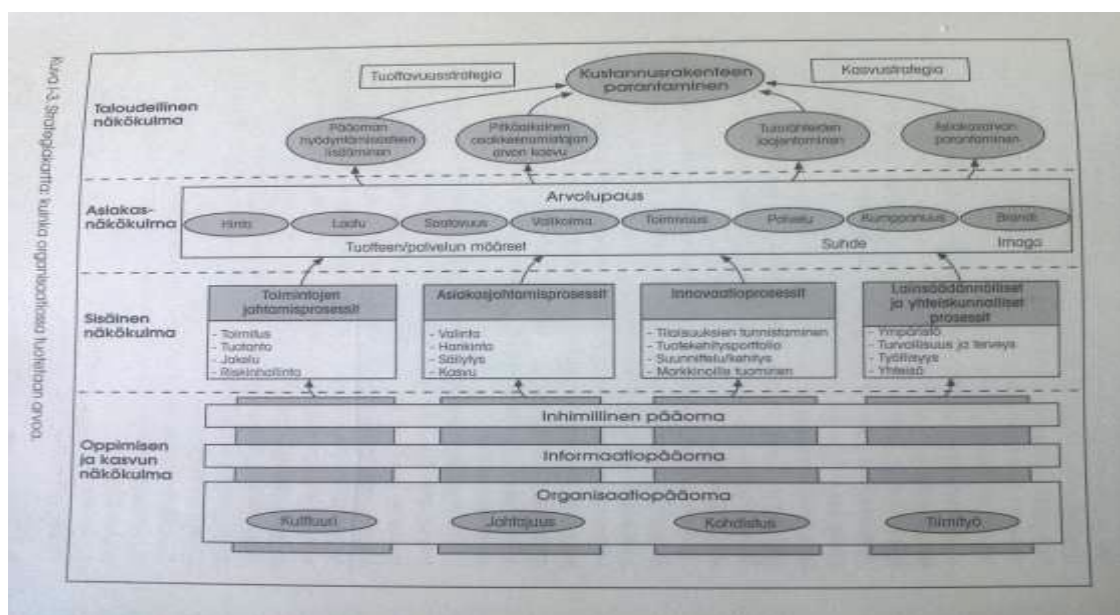 Kuva 1-3. Strategiakartta: kuinka organisaatiossa tuotetaan arvoa.
Taloudellinen
näkökulma
Tuottavuusstrategia
Kustannusrakenteen
parantaminen
Kasvustrategia
Pääoman
hyödyntämisasteen
lisääminen
Pitkäaikainen
osakkeenomistajan
arvon kasvu
Tulolähteiden
laajentaminen
Asiakasarvon
parantaminen
Asiakas-
näkökulma
Arvolupaus
Hinta
Laatu
Saatavuus
Valikoima
Toimivuus
Palvelu
Kumppanuus
Brandi
Tuotteen/palvelun määreet
Suhde
Imago
Sisäinen
näkökulma
Toimintojen
johtamisprosessit
- Toimitus
- Tuotanto
- Jakelu
- Riskinhallinta
Asiakasjohtamisprosessit
- Valinta
- Hankinta
- Säilytys
- Kasvu
Innovaatioprosessit
- Tilaisuuksien tunnistaminen
- Tuotekehitysportfolio
- Suunnittelu/kehitys
- Markkinoille tuominen
Lainsäädännölliset
ja yhteiskunnalliset
prosessit
- Ympäristö
- Turvallisuus ja terveys
- Työllisyys
- Yhteisö
Oppimisen
ja kasvun
näkökulma
Inhimillinen pääoma
Informaatiopääoma
Organisaatiopääoma
Kulttuuri
Johtajuus
Kohdistus
Tiimityö